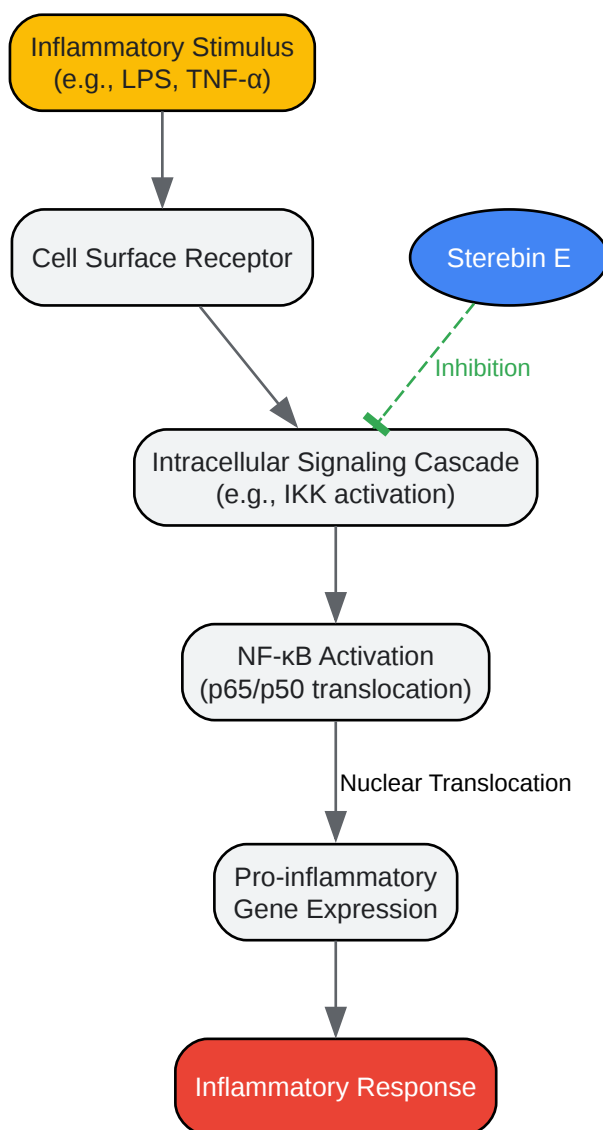 Inflammatory Stimulus
(e.g., LPS, TNF-α)
Cell Surface Receptor
Sterebin E
Inhibition
Intracellular Signaling Cascade
(e.g., IKK activation)
NF-κB Activation
(p65/p50 translocation)
Nuclear Translocation
Pro-inflammatory
Gene Expression
Inflammatory Response